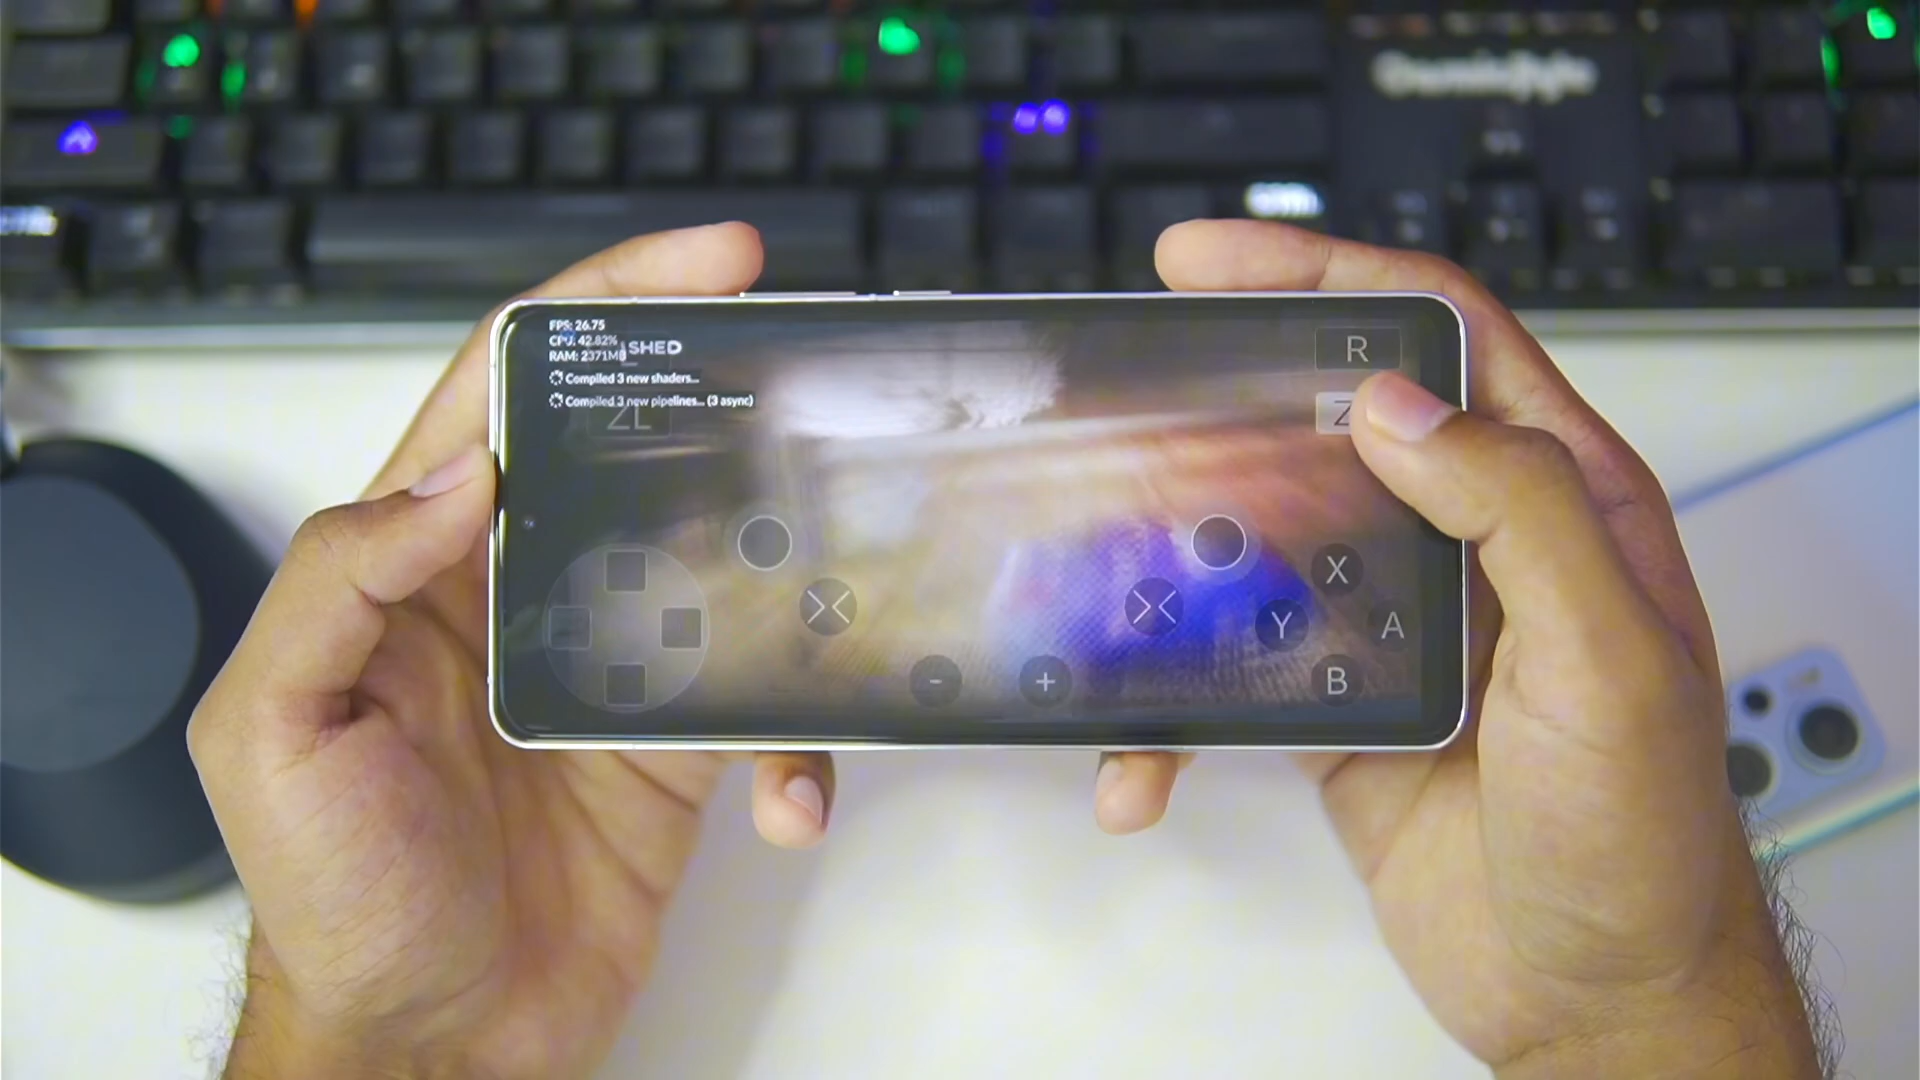 FPS: 26.75
CPU: 42.82%
SHED
RAM: 2371MB
Compiled 3 new shaders...
Compiled 3 new pipelines... (3 async)
L
ZL
R
Z
X
Y
A
B
-
+